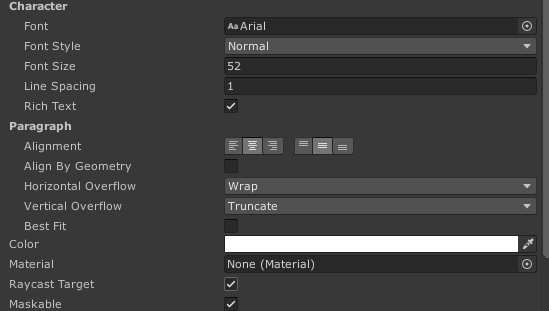 Character
Font Aa Arial
Font Style Normal
Font Size 52
Line Spacing 1
Rich Text
Paragraph
Alignment
Align By Geometry
Horizontal Overflow Wrap
Vertical Overflow Truncate
Best Fit
Color
Material None (Material)
Raycast Target
Maskable